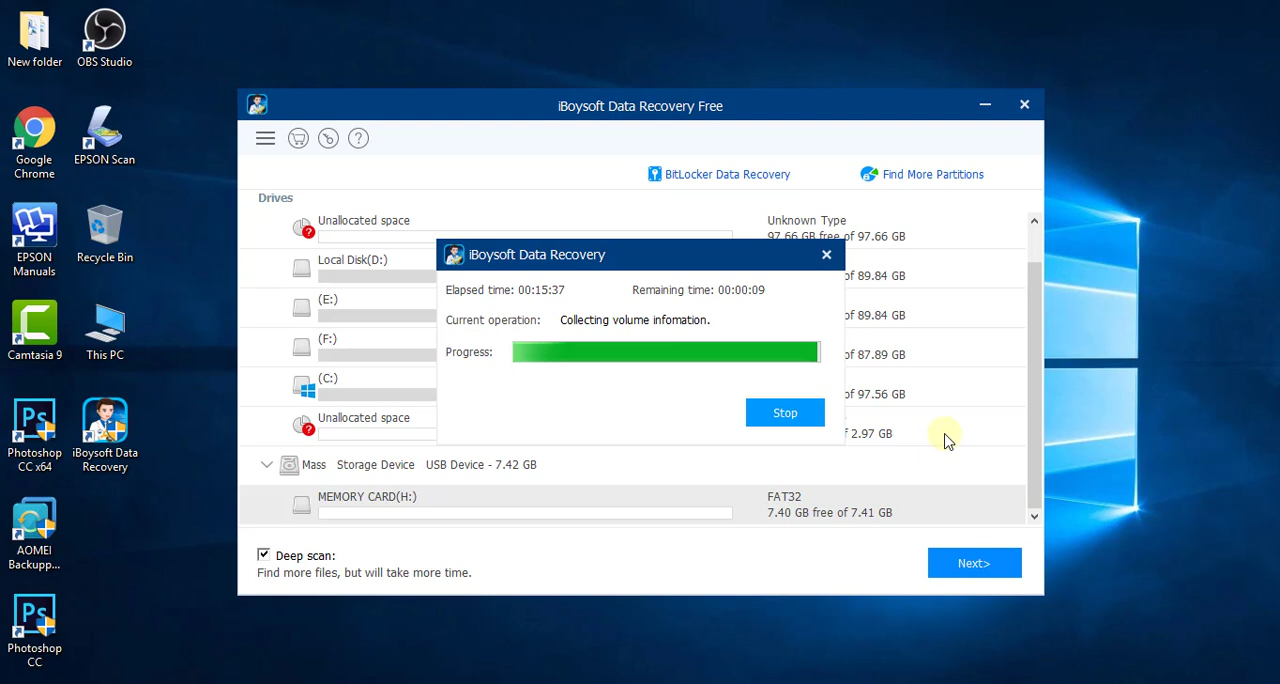 New folder
OBS Studio
Google
Chrome
EPSON Scan
EPSON
Manuals
Recycle Bin
Camtasia 9
This PC
Photoshop
CC x64
iBoysoft Data
Recovery
AOMEI
Backupp...
Photoshop
CC
iBoysoft Data Recovery Free
BitLocker Data Recovery
Find More Partitions
Drives
Unallocated space
Unknown Type
97.66 GB free of 97.66 GB
Local Disk(D:)
of 89.84 GB
(E:)
of 89.84 GB
(F:)
of 87.89 GB
(C:)
of 97.56 GB
Unallocated space
of 2.97 GB
Mass Storage Device USB Device - 7.42 GB
MEMORY CARD(H:)
FAT32
7.40 GB free of 7.41 GB
Deep scan:
Find more files, but will take more time.
Next>
iBoysoft Data Recovery
Elapsed time: 00:15:37
Remaining time: 00:00:09
Current operation: Collecting volume infomation.
Progress:
Stop